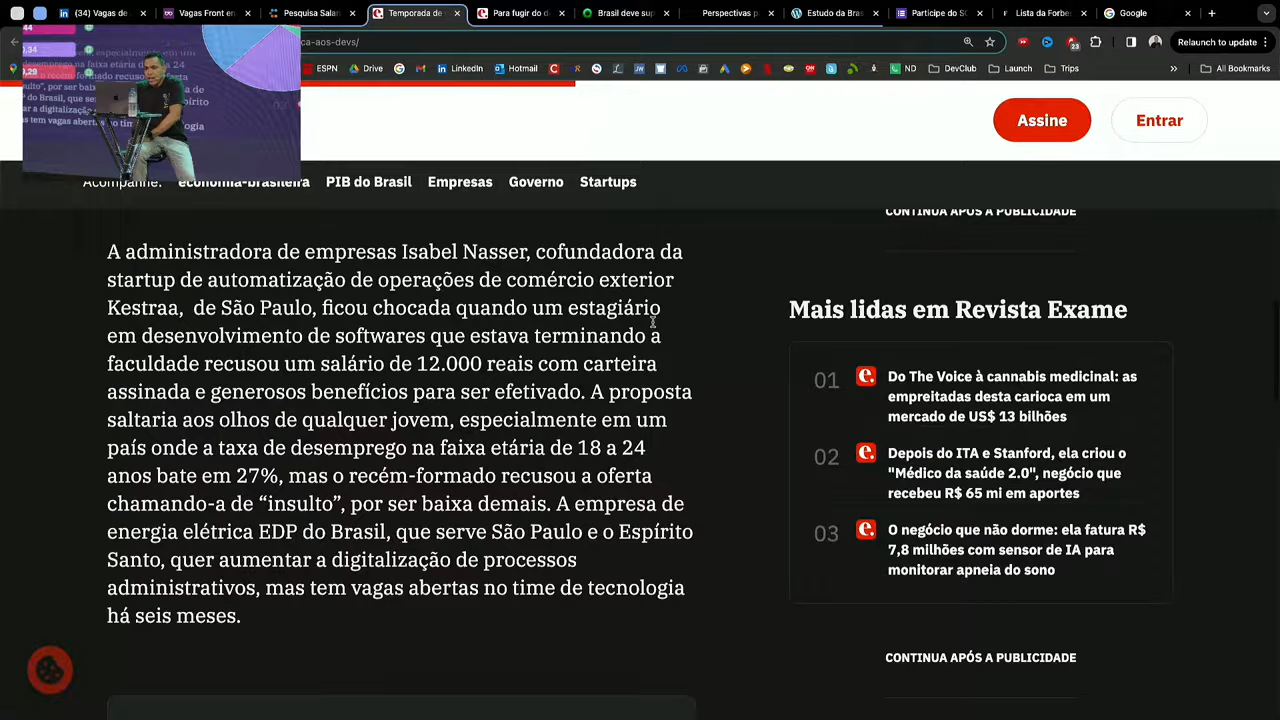 (34) Vagas de
Vagas Front en
Pesquisa Salari
Temporada de
Para fugir do d
Brasil deve sup
Perspectivas p
Estudo da Bras
Participe do SO
Lista da Forbe
Google
ca-aos-devs/
23
Relaunch to update
ESPN
Drive
LinkedIn
Hotmail
ND
DevClub
Launch
Trips
All Bookmarks
Assine
Entrar
Acompanhe:
economia-brasileira
PIB do Brasil
Empresas
Governo
Startups
A administradora de empresas Isabel Nasser, cofundadora da
startup de automatização de operações de comércio exterior
Kestraa, de São Paulo, ficou chocada quando um estagiário
em desenvolvimento de softwares que estava terminando a
faculdade recusou um salário de 12.000 reais com carteira
assinada e generosos benefícios para ser efetivado. A proposta
saltaria aos olhos de qualquer jovem, especialmente em um
país onde a taxa de desemprego na faixa etária de 18 a 24
anos bate em 27%, mas o recém-formado recusou a oferta
chamando-a de “insulto”, por ser baixa demais. A empresa de
energia elétrica EDP do Brasil, que serve São Paulo e o Espírito
Santo, quer aumentar a digitalização de processos
administrativos, mas tem vagas abertas no time de tecnologia
há seis meses.
CONTINUA APÓS A PUBLICIDADE
Mais lidas em Revista Exame
01
Do The Voice à cannabis medicinal: as
empreitadas desta carioca em um
mercado de US$ 13 bilhões
02
Depois do ITA e Stanford, ela criou o
"Médico da saúde 2.0", negócio que
recebeu R$ 65 mi em aportes
03
O negócio que não dorme: ela fatura R$
7,8 milhões com sensor de IA para
monitorar apneia do sono
CONTINUA APÓS A PUBLICIDADE